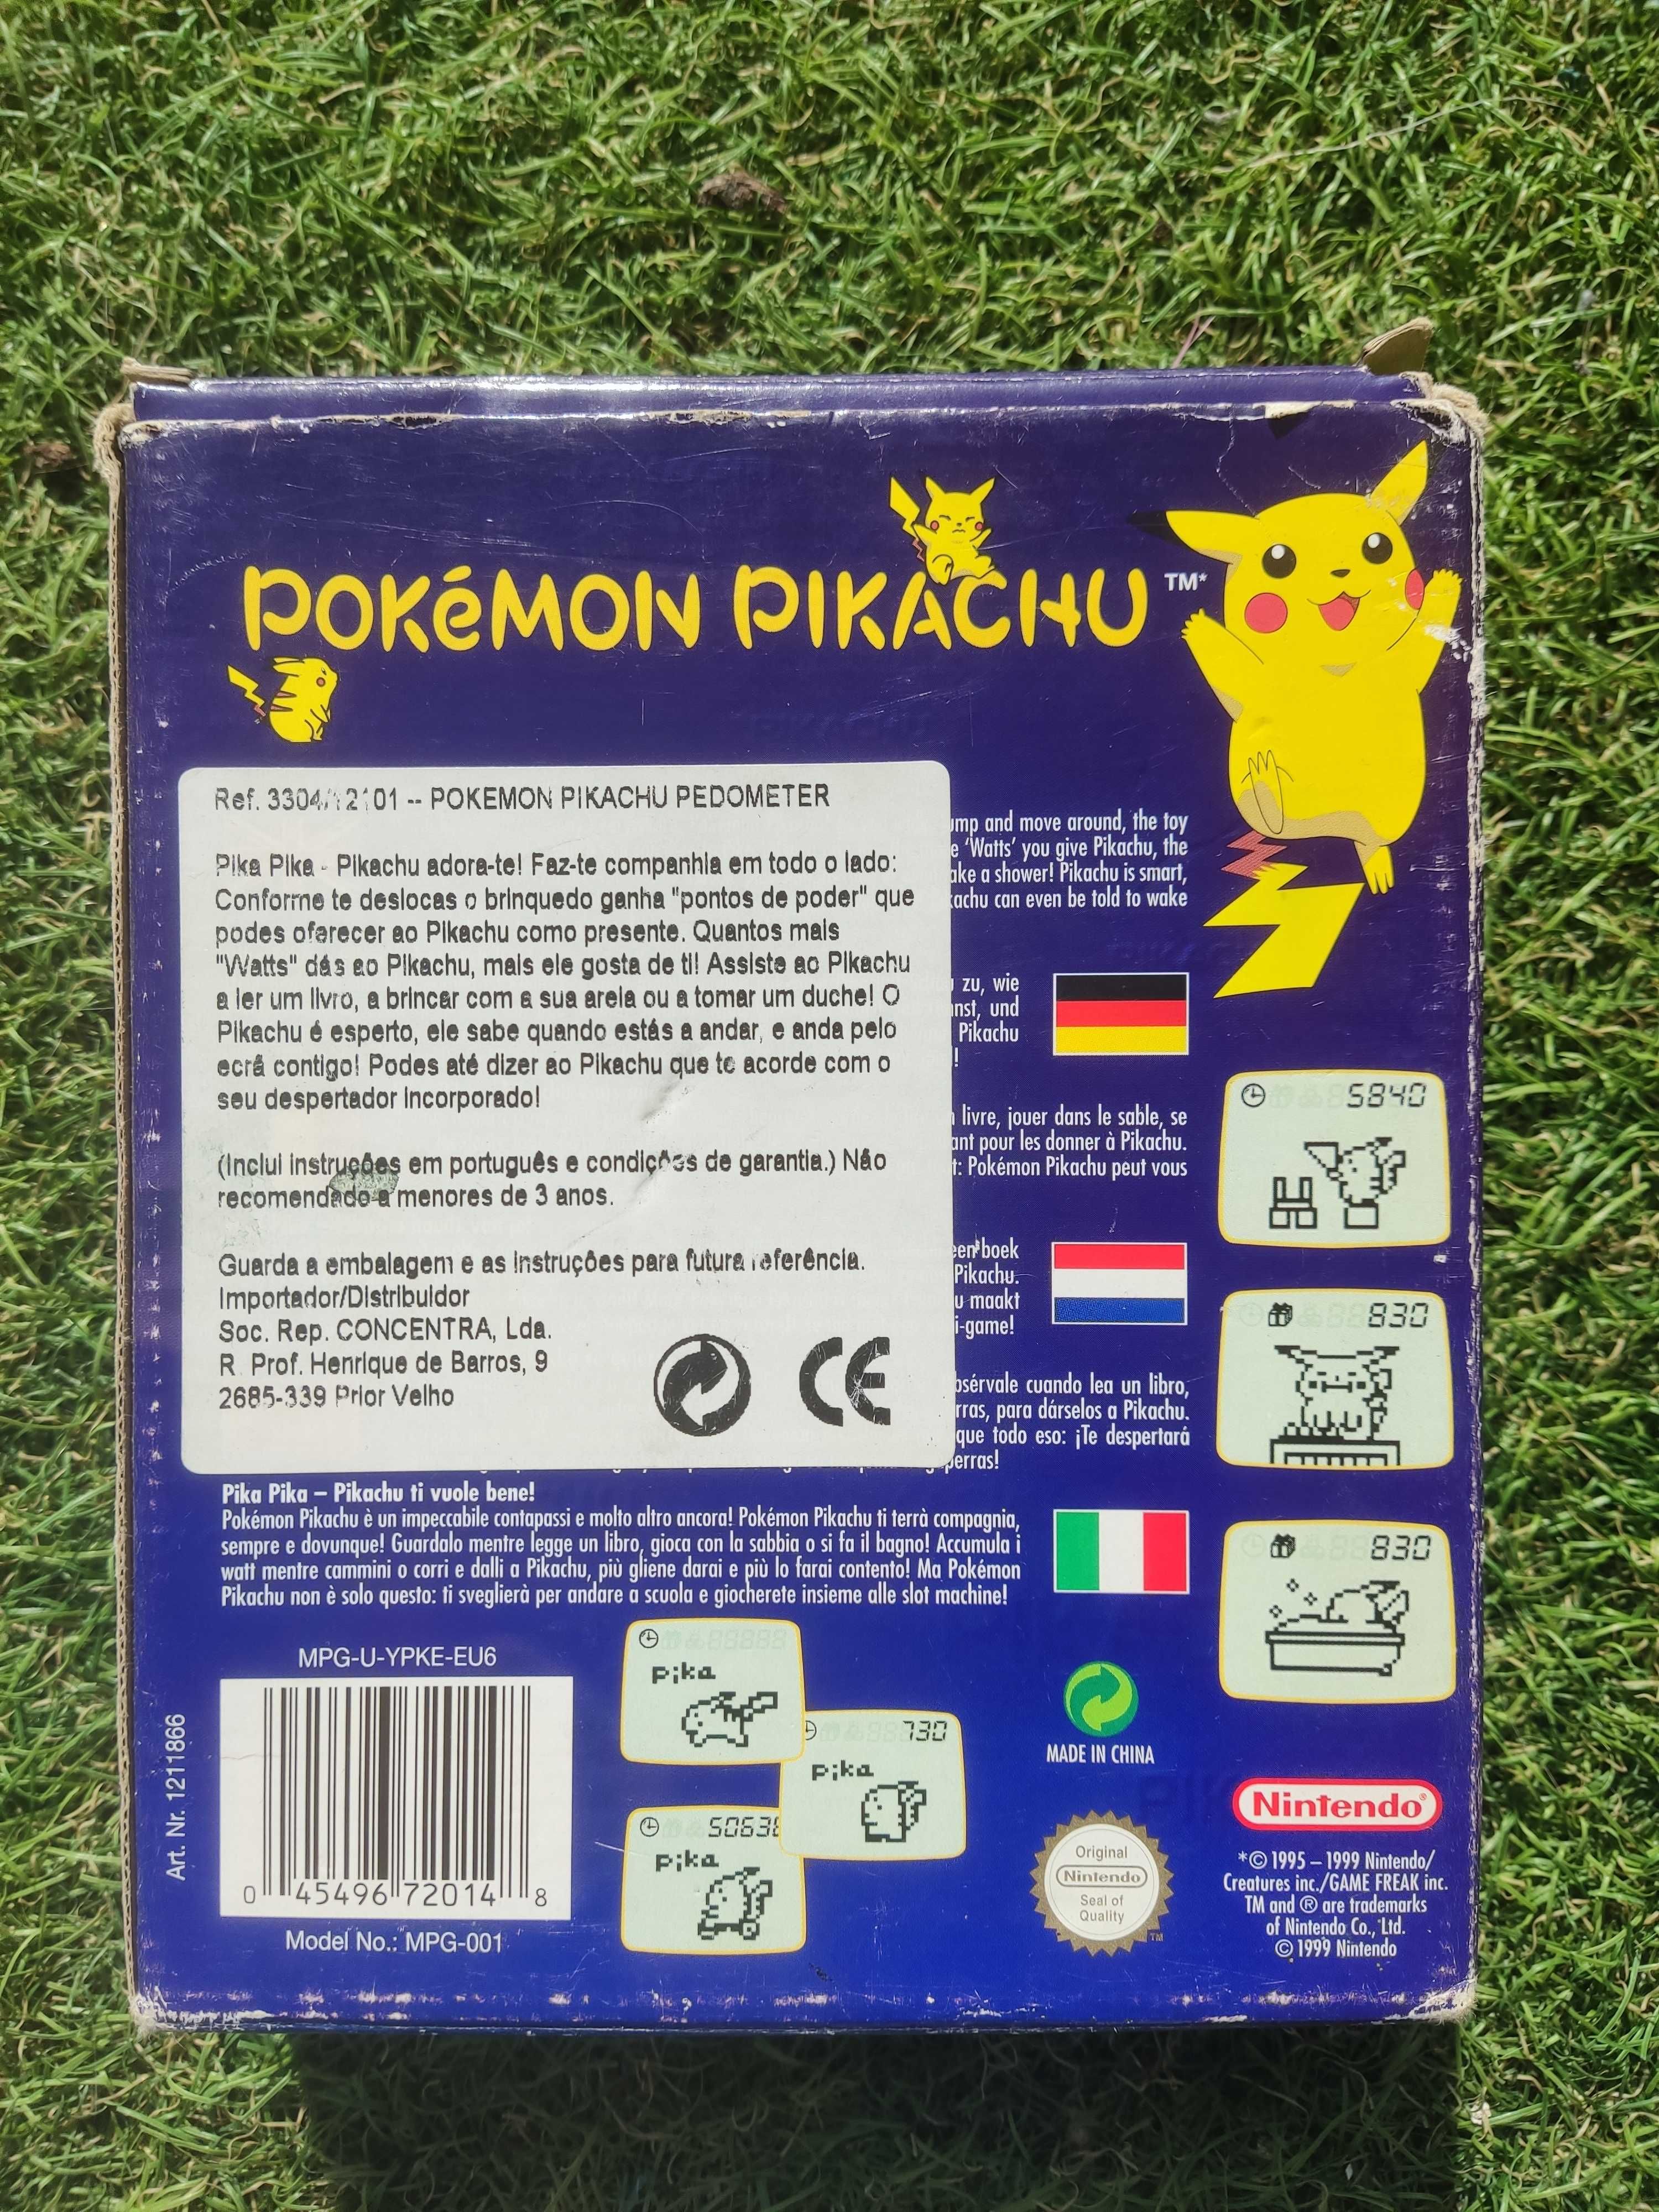 POKéMON PIKACHU TM*
Ref. 3304/12101 -- POKEMON PIKACHU PEDOMETER
Pika Pika - Pikachu adora-te! Faz-te companhia em todo o lado:
Conforme te deslocas o brinquedo ganha "pontos de poder" que
podes oferecer ao Pikachu como presente. Quantos mais
"Watts" dás ao Pikachu, mais ele gosta de ti! Assiste ao Pikachu
a ler um livro, a brincar com a sua areia ou a tomar um duche! O
Pikachu é esperto, ele sabe quando estás a andar, e anda pelo
ecrã contigo! Podes até dizer ao Pikachu que te acorde com o
seu despertador incorporado!
(Inclui instruções em português e condições de garantia.) Não
recomendado a menores de 3 anos.
Guarda a embalagem e as instruções para futura referência.
Importador/Distribuidor
Soc. Rep. CONCENTRA, Lda.
R. Prof. Henrique de Barros, 9
2685-339 Prior Velho
CE
ump and move around, the toy
e 'Watts' you give Pikachu, the
ake a shower! Pikachu is smart,
achu can even be told to wake
zu, wie
nst, und
Pikachu
!
livre, jouer dans le sable, se
ant pour les donner à Pikachu.
t: Pokémon Pikachu peut vous
een boek
Pikachu.
u maakt
i-game!
bsérvale cuando lea un libro,
rras, para dárselos a Pikachu.
que todo eso: ¡Te despertará
perras!
Pika Pika – Pikachu ti vuole bene!
Pokémon Pikachu è un impeccabile contapassi e molto altro ancora! Pokémon Pikachu ti terrà compagnia,
sempre e dovunque! Guardalo mentre legge un libro, gioca con la sabbia o si fa il bagno! Accumula i
watt mentre cammini o corri e dalli a Pikachu, più gliene darai e più lo farai contento! Ma Pokémon
Pikachu non è solo questo: ti sveglierà per andare a scuola e giocherete insieme alle slot machine!
5840
830
830
MPG-U-YPKE-EU6
Art. Nr. 1211866
0 45496 72014 8
Model No.: MPG-001
pika
730
pika
50638
pika
MADE IN CHINA
Original
Nintendo
Seal of
Quality
TM
Nintendo®
*© 1995 – 1999 Nintendo/
Creatures inc./GAME FREAK inc.
TM and ® are trademarks
of Nintendo Co., Ltd.
© 1999 Nintendo